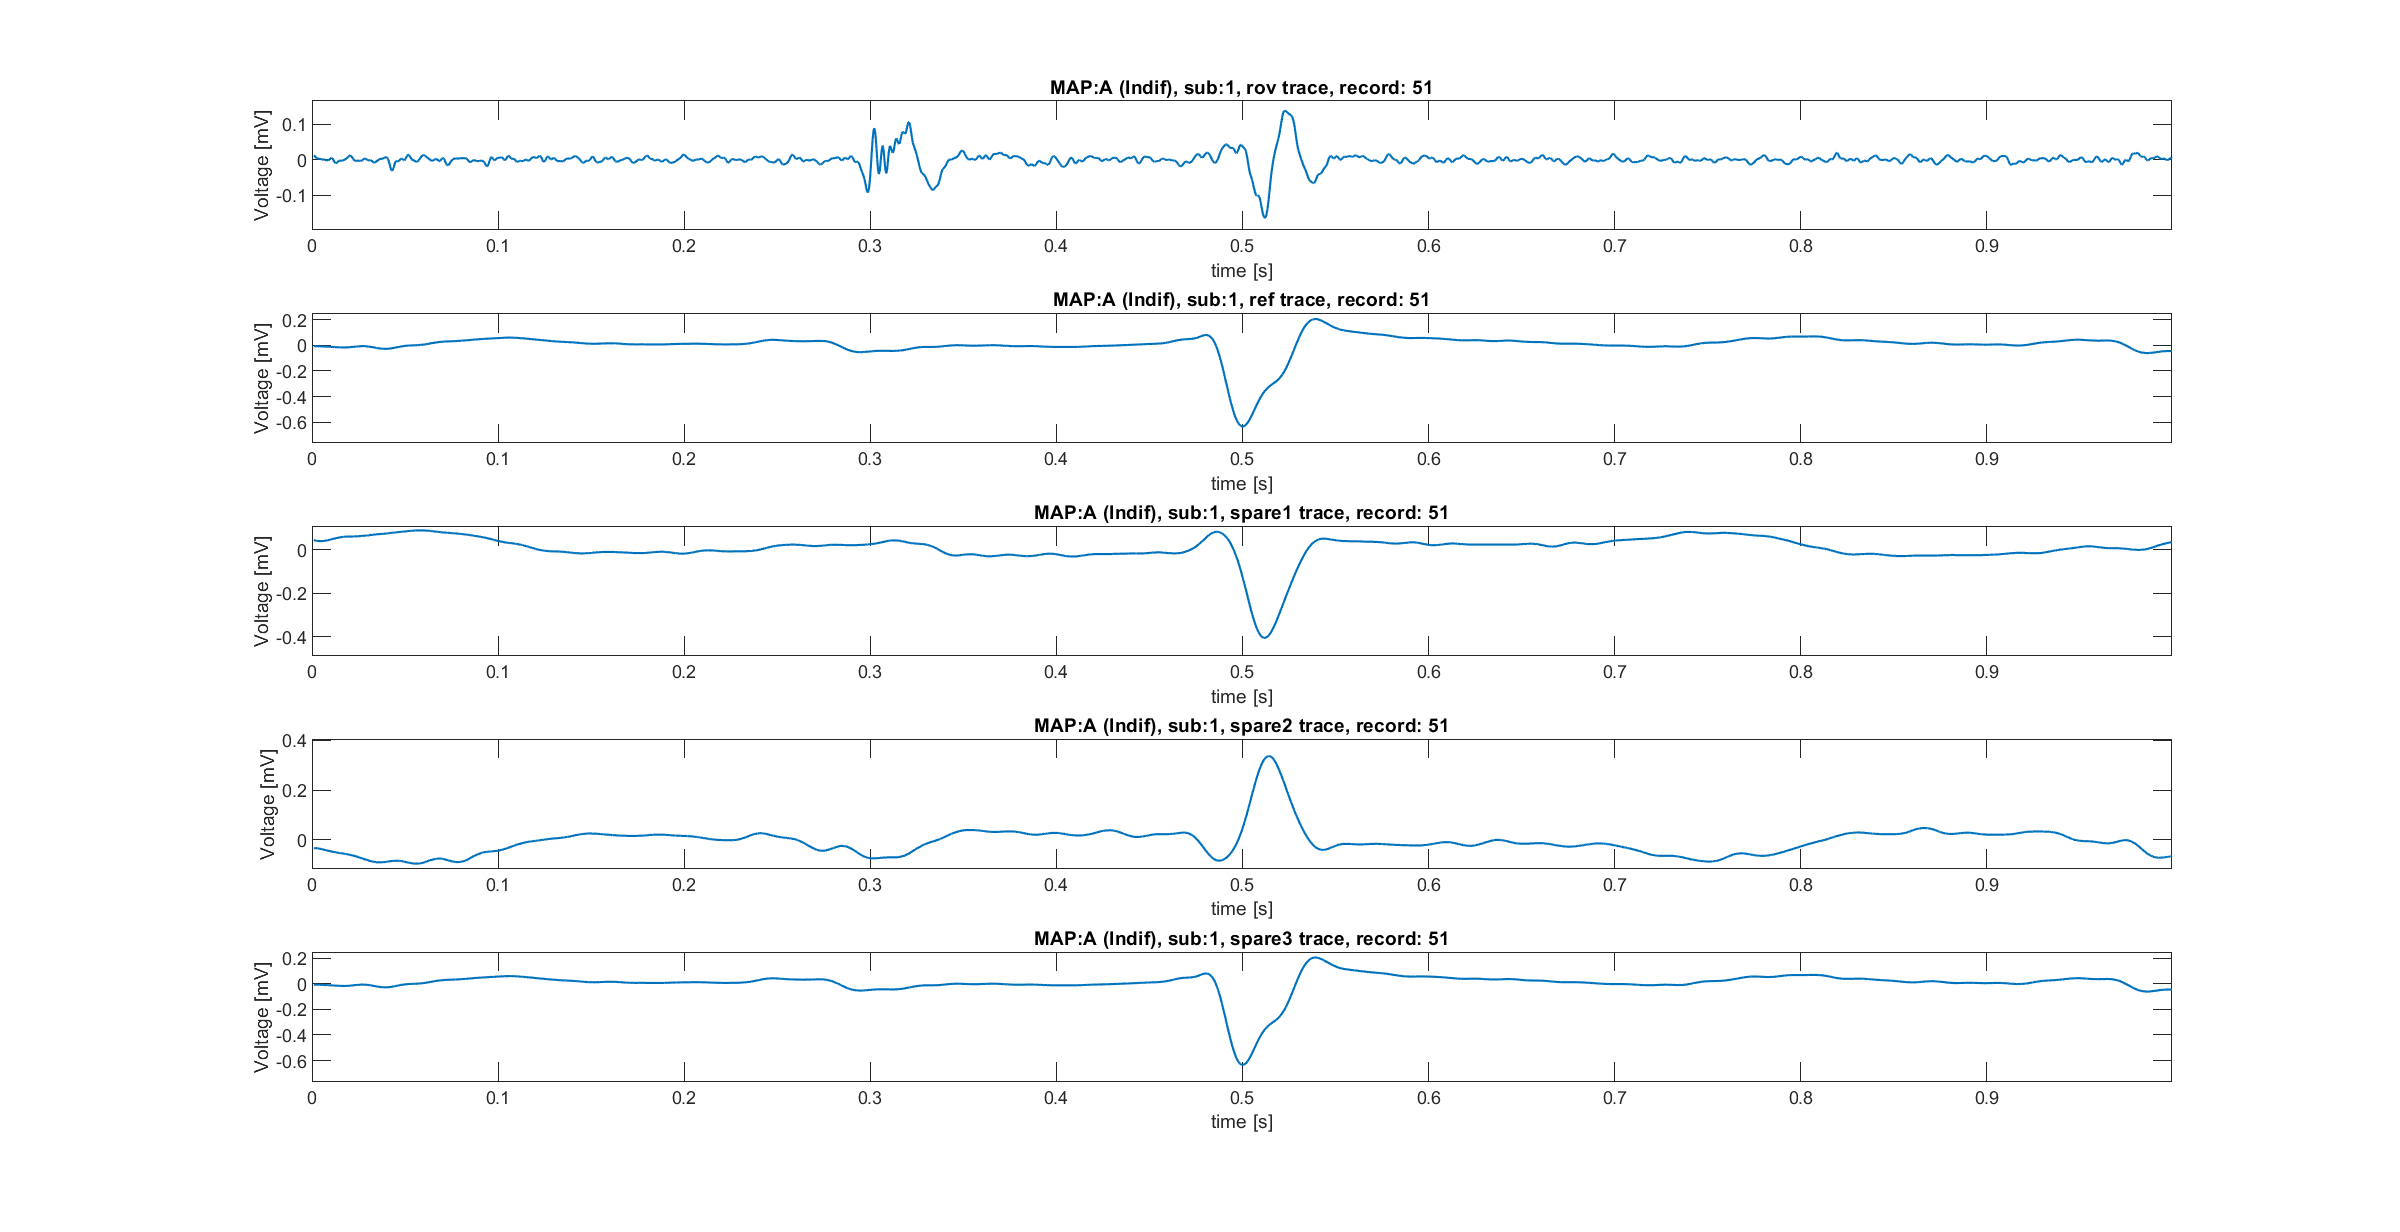 MAP:A (Indif), sub:1, rov trace, record: 51
Voltage [mV]
0.1
0
-0.1
0 0.1 0.2 0.3 0.4 0.5 0.6 0.7 0.8 0.9
time [s]
MAP:A (Indif), sub:1, ref trace, record: 51
Voltage [mV]
0.2
0
-0.2
-0.4
-0.6
0 0.1 0.2 0.3 0.4 0.5 0.6 0.7 0.8 0.9
time [s]
MAP:A (Indif), sub:1, spare1 trace, record: 51
Voltage [mV]
0
-0.2
-0.4
0 0.1 0.2 0.3 0.4 0.5 0.6 0.7 0.8 0.9
time [s]
MAP:A (Indif), sub:1, spare2 trace, record: 51
Voltage [mV]
0.4
0.2
0
0 0.1 0.2 0.3 0.4 0.5 0.6 0.7 0.8 0.9
time [s]
MAP:A (Indif), sub:1, spare3 trace, record: 51
Voltage [mV]
0.2
0
-0.2
-0.4
-0.6
0 0.1 0.2 0.3 0.4 0.5 0.6 0.7 0.8 0.9
time [s]